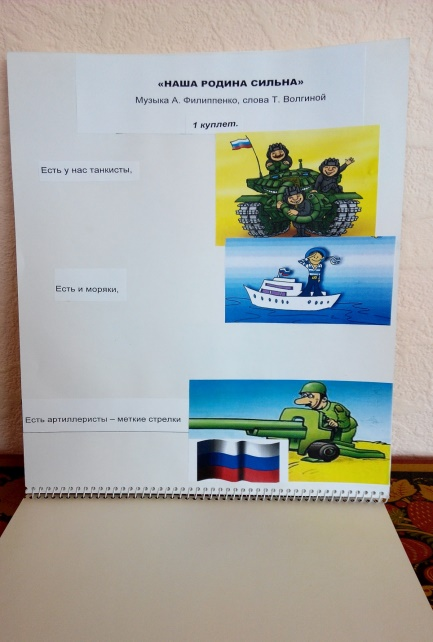 «НАША РОДИНА СИЛЬНА»
Музыка А. Филиппенко, слова Т. Волгиной
1 куплет.
Есть у нас танкисты,
Есть и моряки,
Есть артиллеристы – меткие стрелки